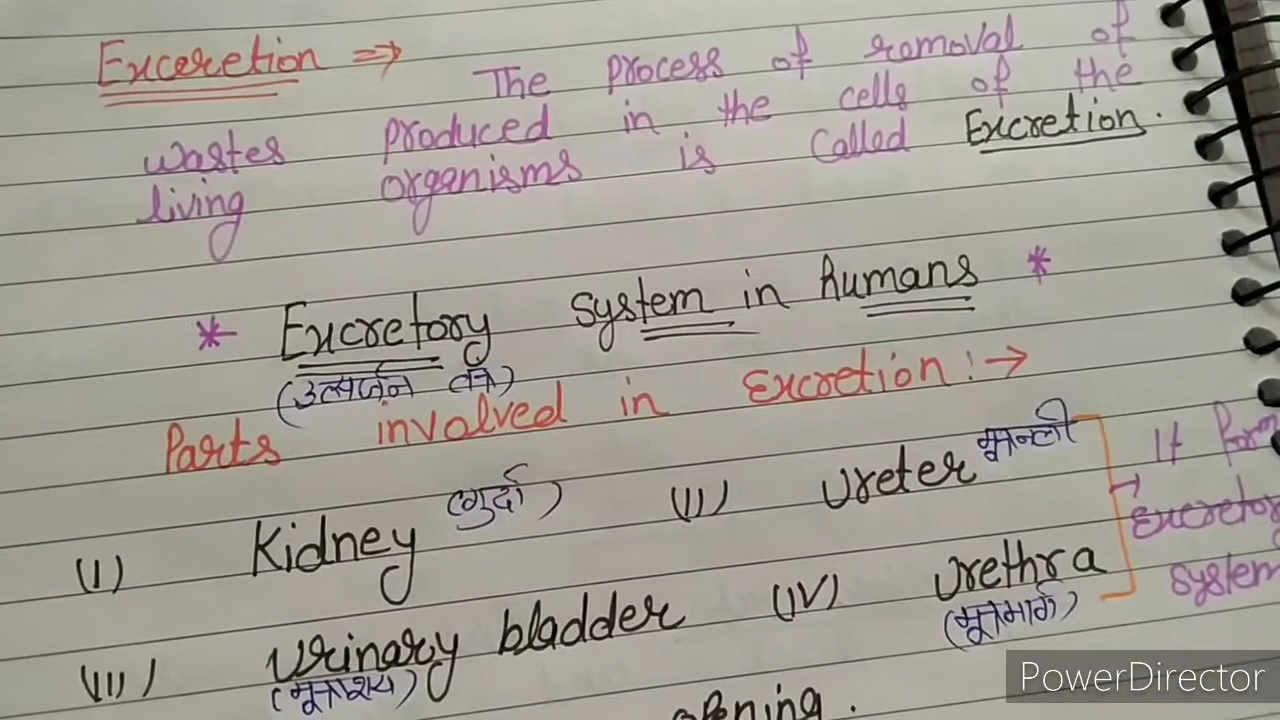 Exceretion ⇒ The process of removal of
wastes produced in the cells of the
living organisms is called Excretion.
* Excretory system in humans *
(उत्सर्जन तंत्र)
Parts involved in Excretion :→
(I) Kidney (गुर्दा) (II) Ureter मूत्रनली
(III) Urinary bladder (IV) Urethra
(मूत्राशय) (मूत्रमार्ग)
It form
Excretory
system
opening.
PowerDirector